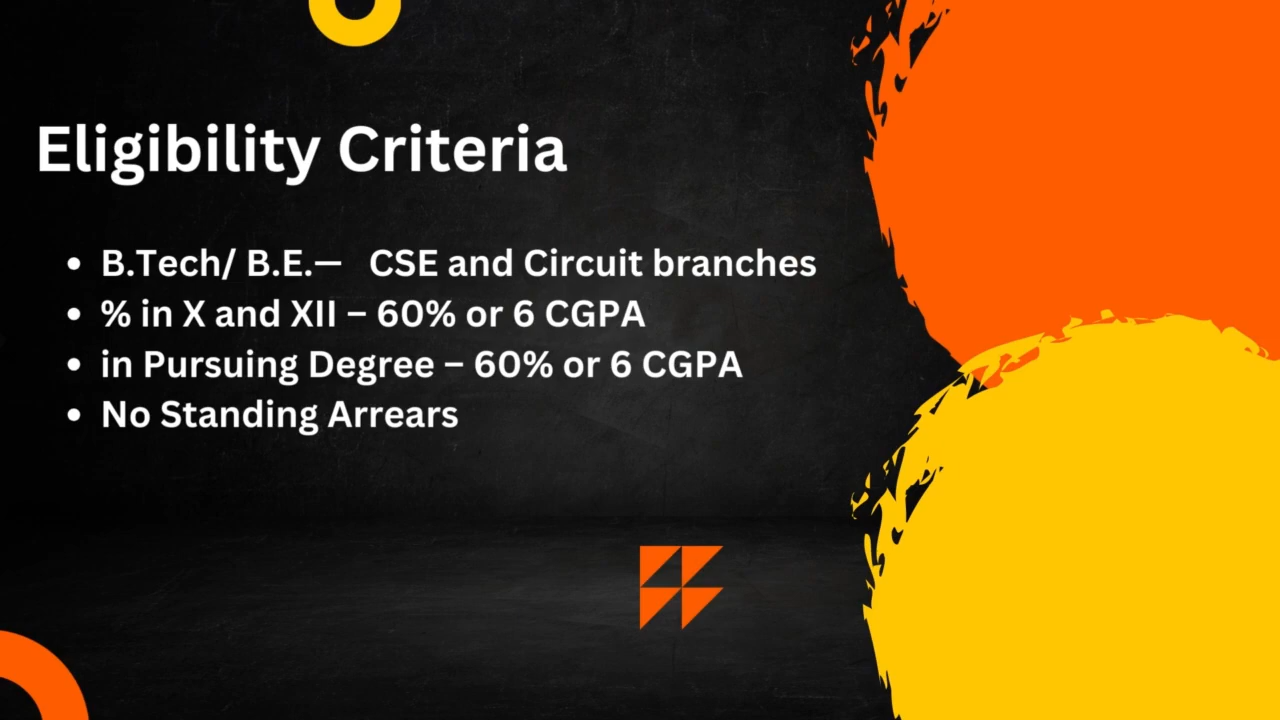 Eligibility Criteria
• B.Tech/ B.E.— CSE and Circuit branches
• % in X and XII – 60% or 6 CGPA
• in Pursuing Degree – 60% or 6 CGPA
• No Standing Arrears